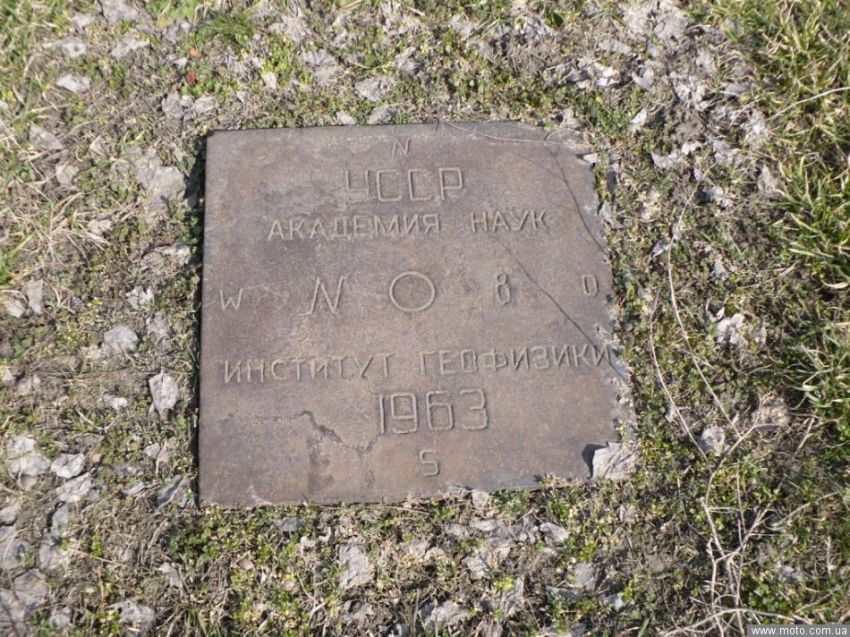 N
УССР
АКАДЕМИЯ НАУК
W N O 8 O
ИНСТИТУТ ГЕОФИЗИКИ
1963
S
www.moto.com.ua